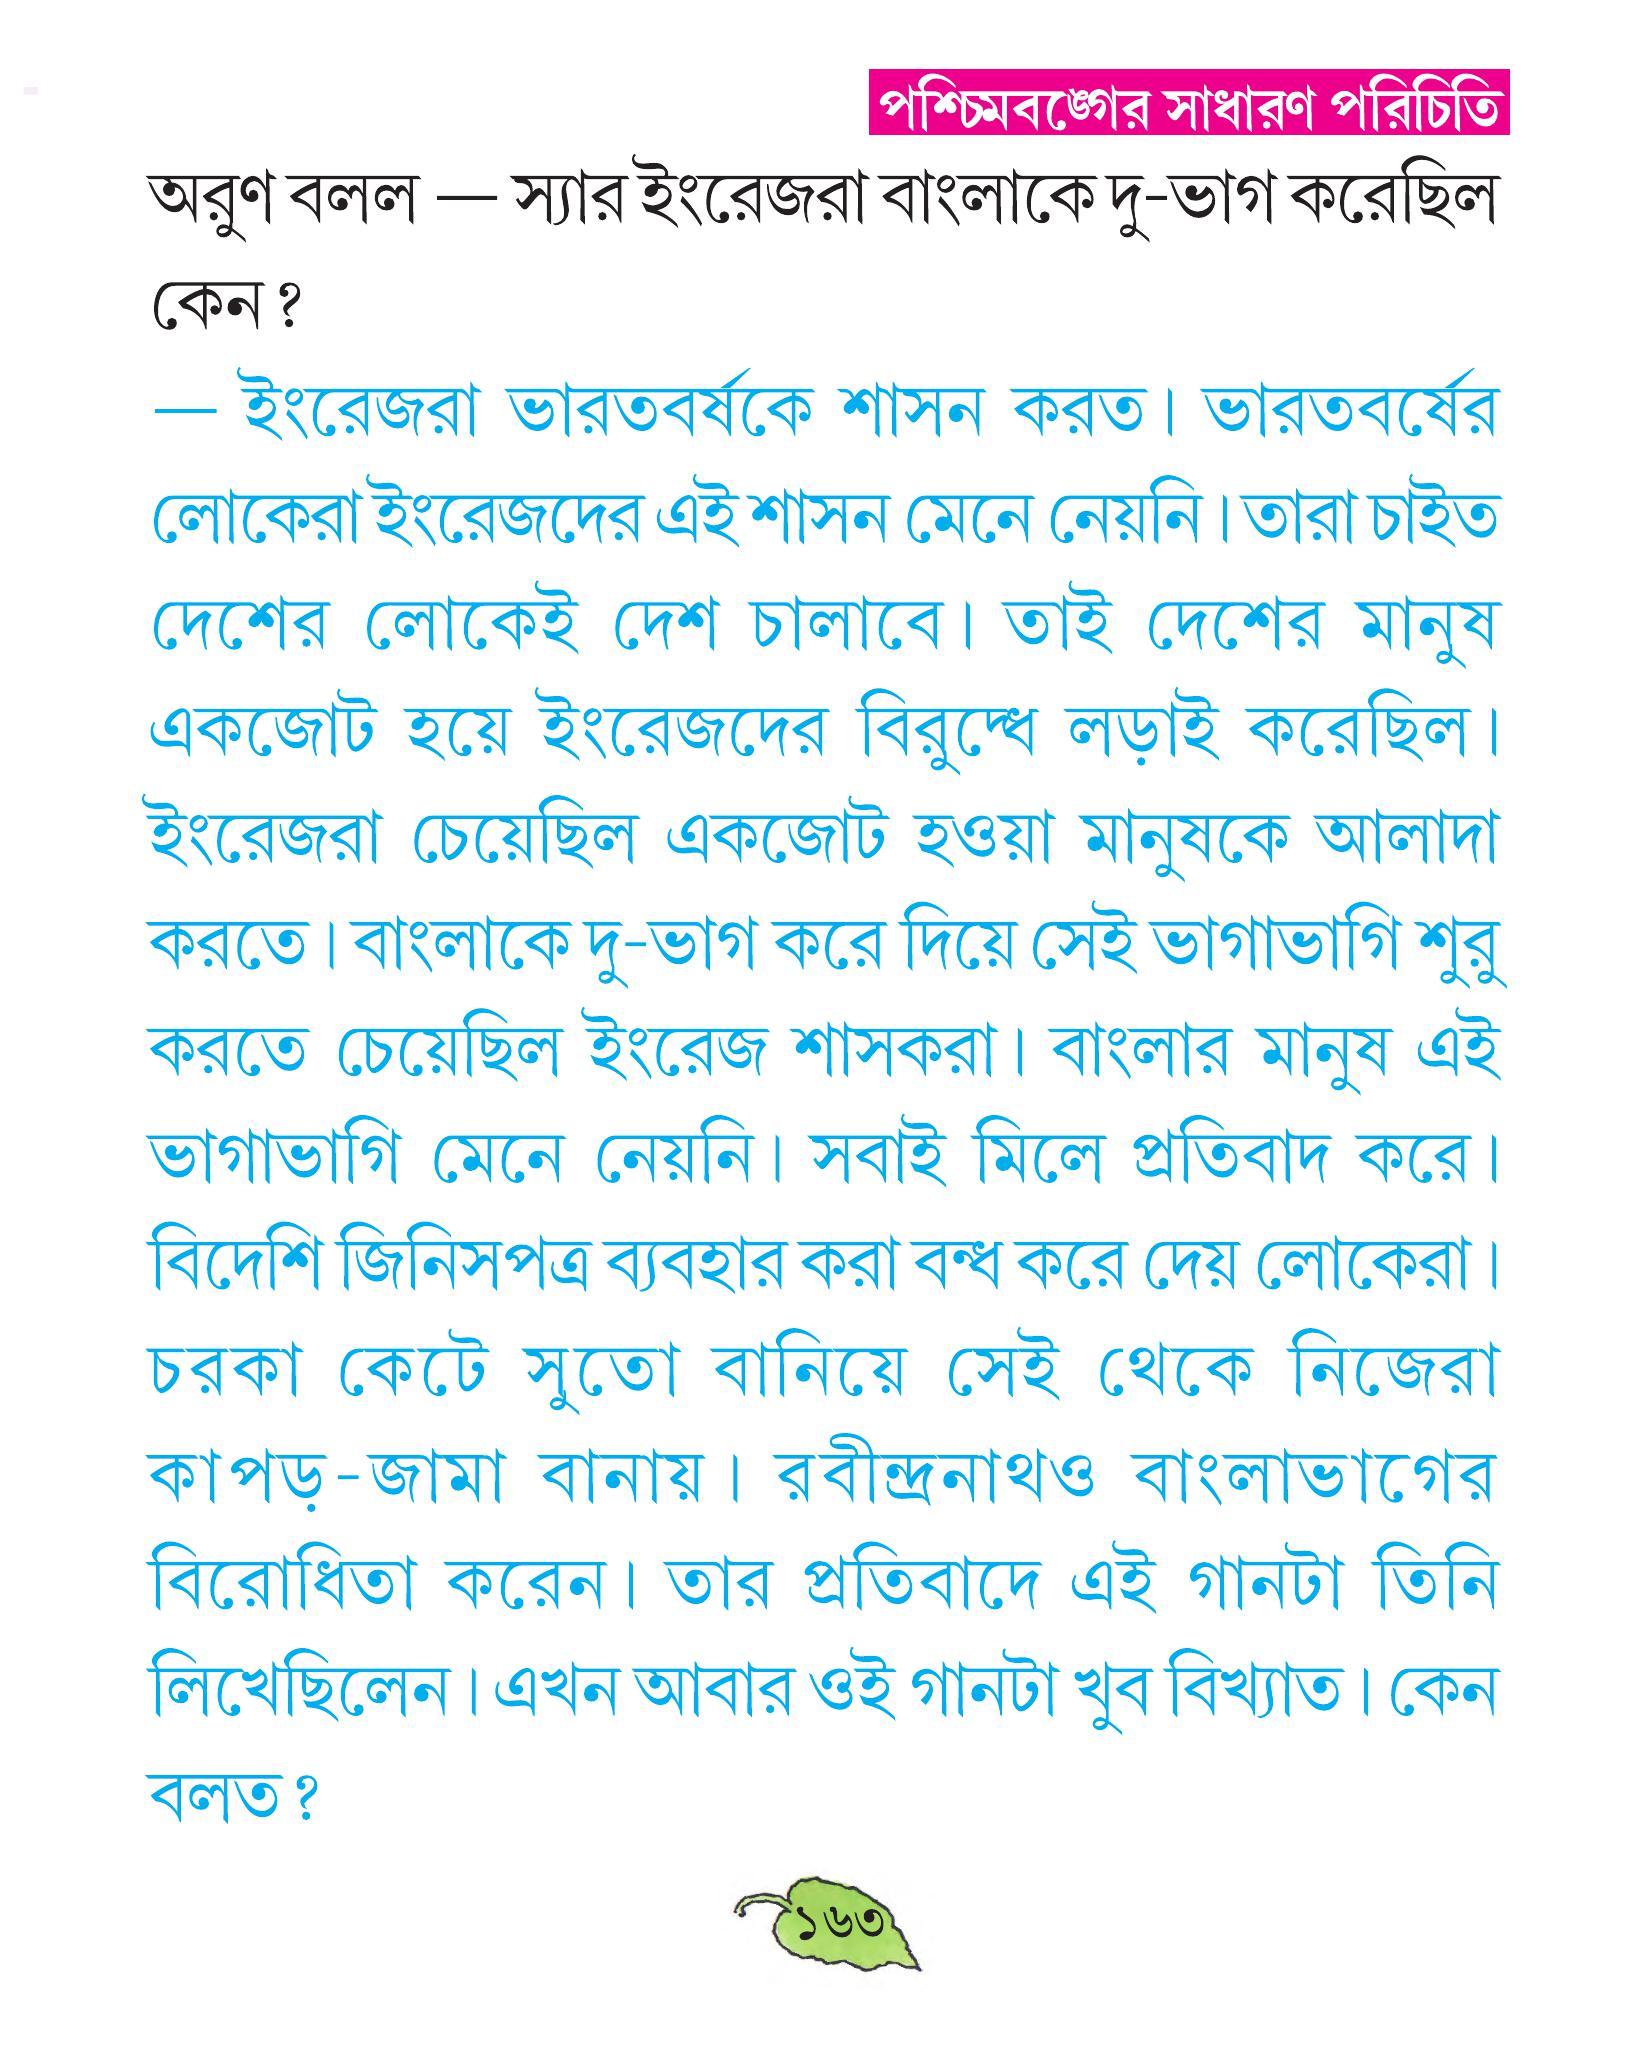 পশ্চিমবঙ্গের সাধারণ পরিচিতি
অরুণ বলল — স্যার ইংরেজরা বাংলাকে দু-ভাগ করেছিল
কেন ?
— ইংরেজরা ভারতবর্ষকে শাসন করত। ভারতবর্ষের
লোকেরা ইংরেজদের এই শাসন মেনে নেয়নি। তারা চাইত
দেশের লোকেই দেশ চালাবে। তাই দেশের মানুষ
একজোট হয়ে ইংরেজদের বিরুদ্ধে লড়াই করেছিল।
ইংরেজরা চেয়েছিল একজোট হওয়া মানুষকে আলাদা
করতে। বাংলাকে দু-ভাগ করে দিয়ে সেই ভাগাভাগি শুরু
করতে চেয়েছিল ইংরেজ শাসকরা। বাংলার মানুষ এই
ভাগাভাগি মেনে নেয়নি। সবাই মিলে প্রতিবাদ করে।
বিদেশি জিনিসপত্র ব্যবহার করা বন্ধ করে দেয় লোকেরা।
চরকা কেটে সুতো বানিয়ে সেই থেকে নিজেরা
কাপড়-জামা বানায়। রবীন্দ্রনাথও বাংলাভাগের
বিরোধিতা করেন। তার প্রতিবাদে এই গানটা তিনি
লিখেছিলেন। এখন আবার ওই গানটা খুব বিখ্যাত। কেন
বলত ?
১৬৩